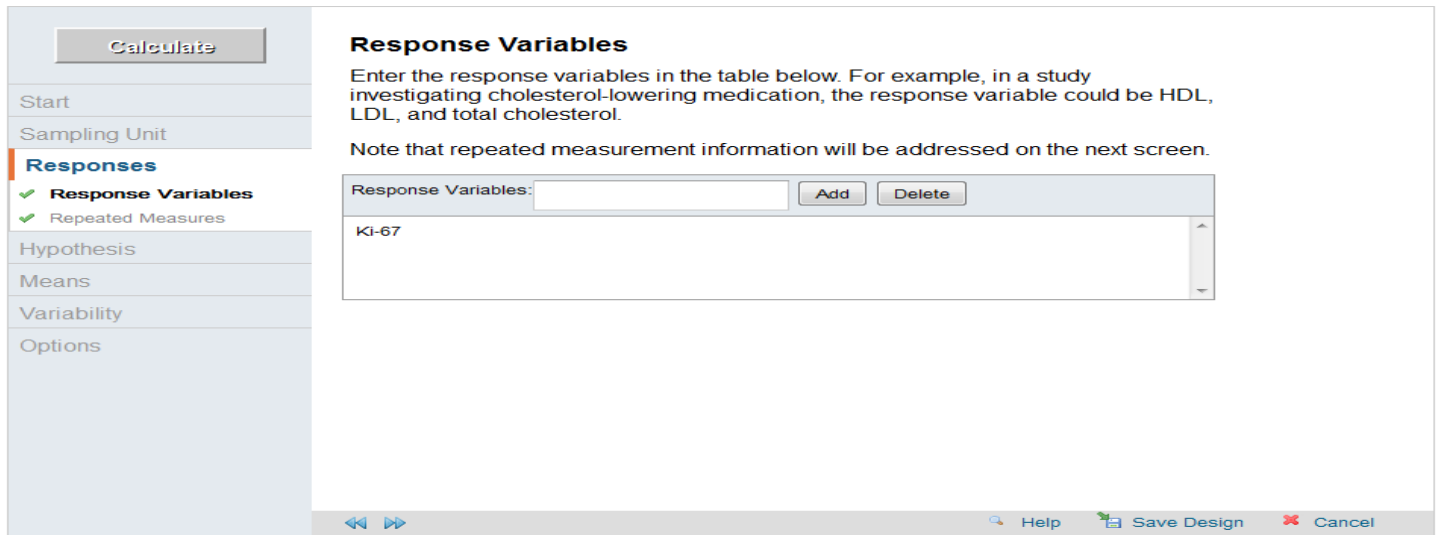 Calculate
Start
Sampling Unit
Responses
Response Variables
Repeated Measures
Hypothesis
Means
Variability
Options
Response Variables
Enter the response variables in the table below. For example, in a study
investigating cholesterol-lowering medication, the response variable could be HDL,
LDL, and total cholesterol.
Note that repeated measurement information will be addressed on the next screen.
Response Variables: Add Delete
Ki-67
Help Save Design Cancel